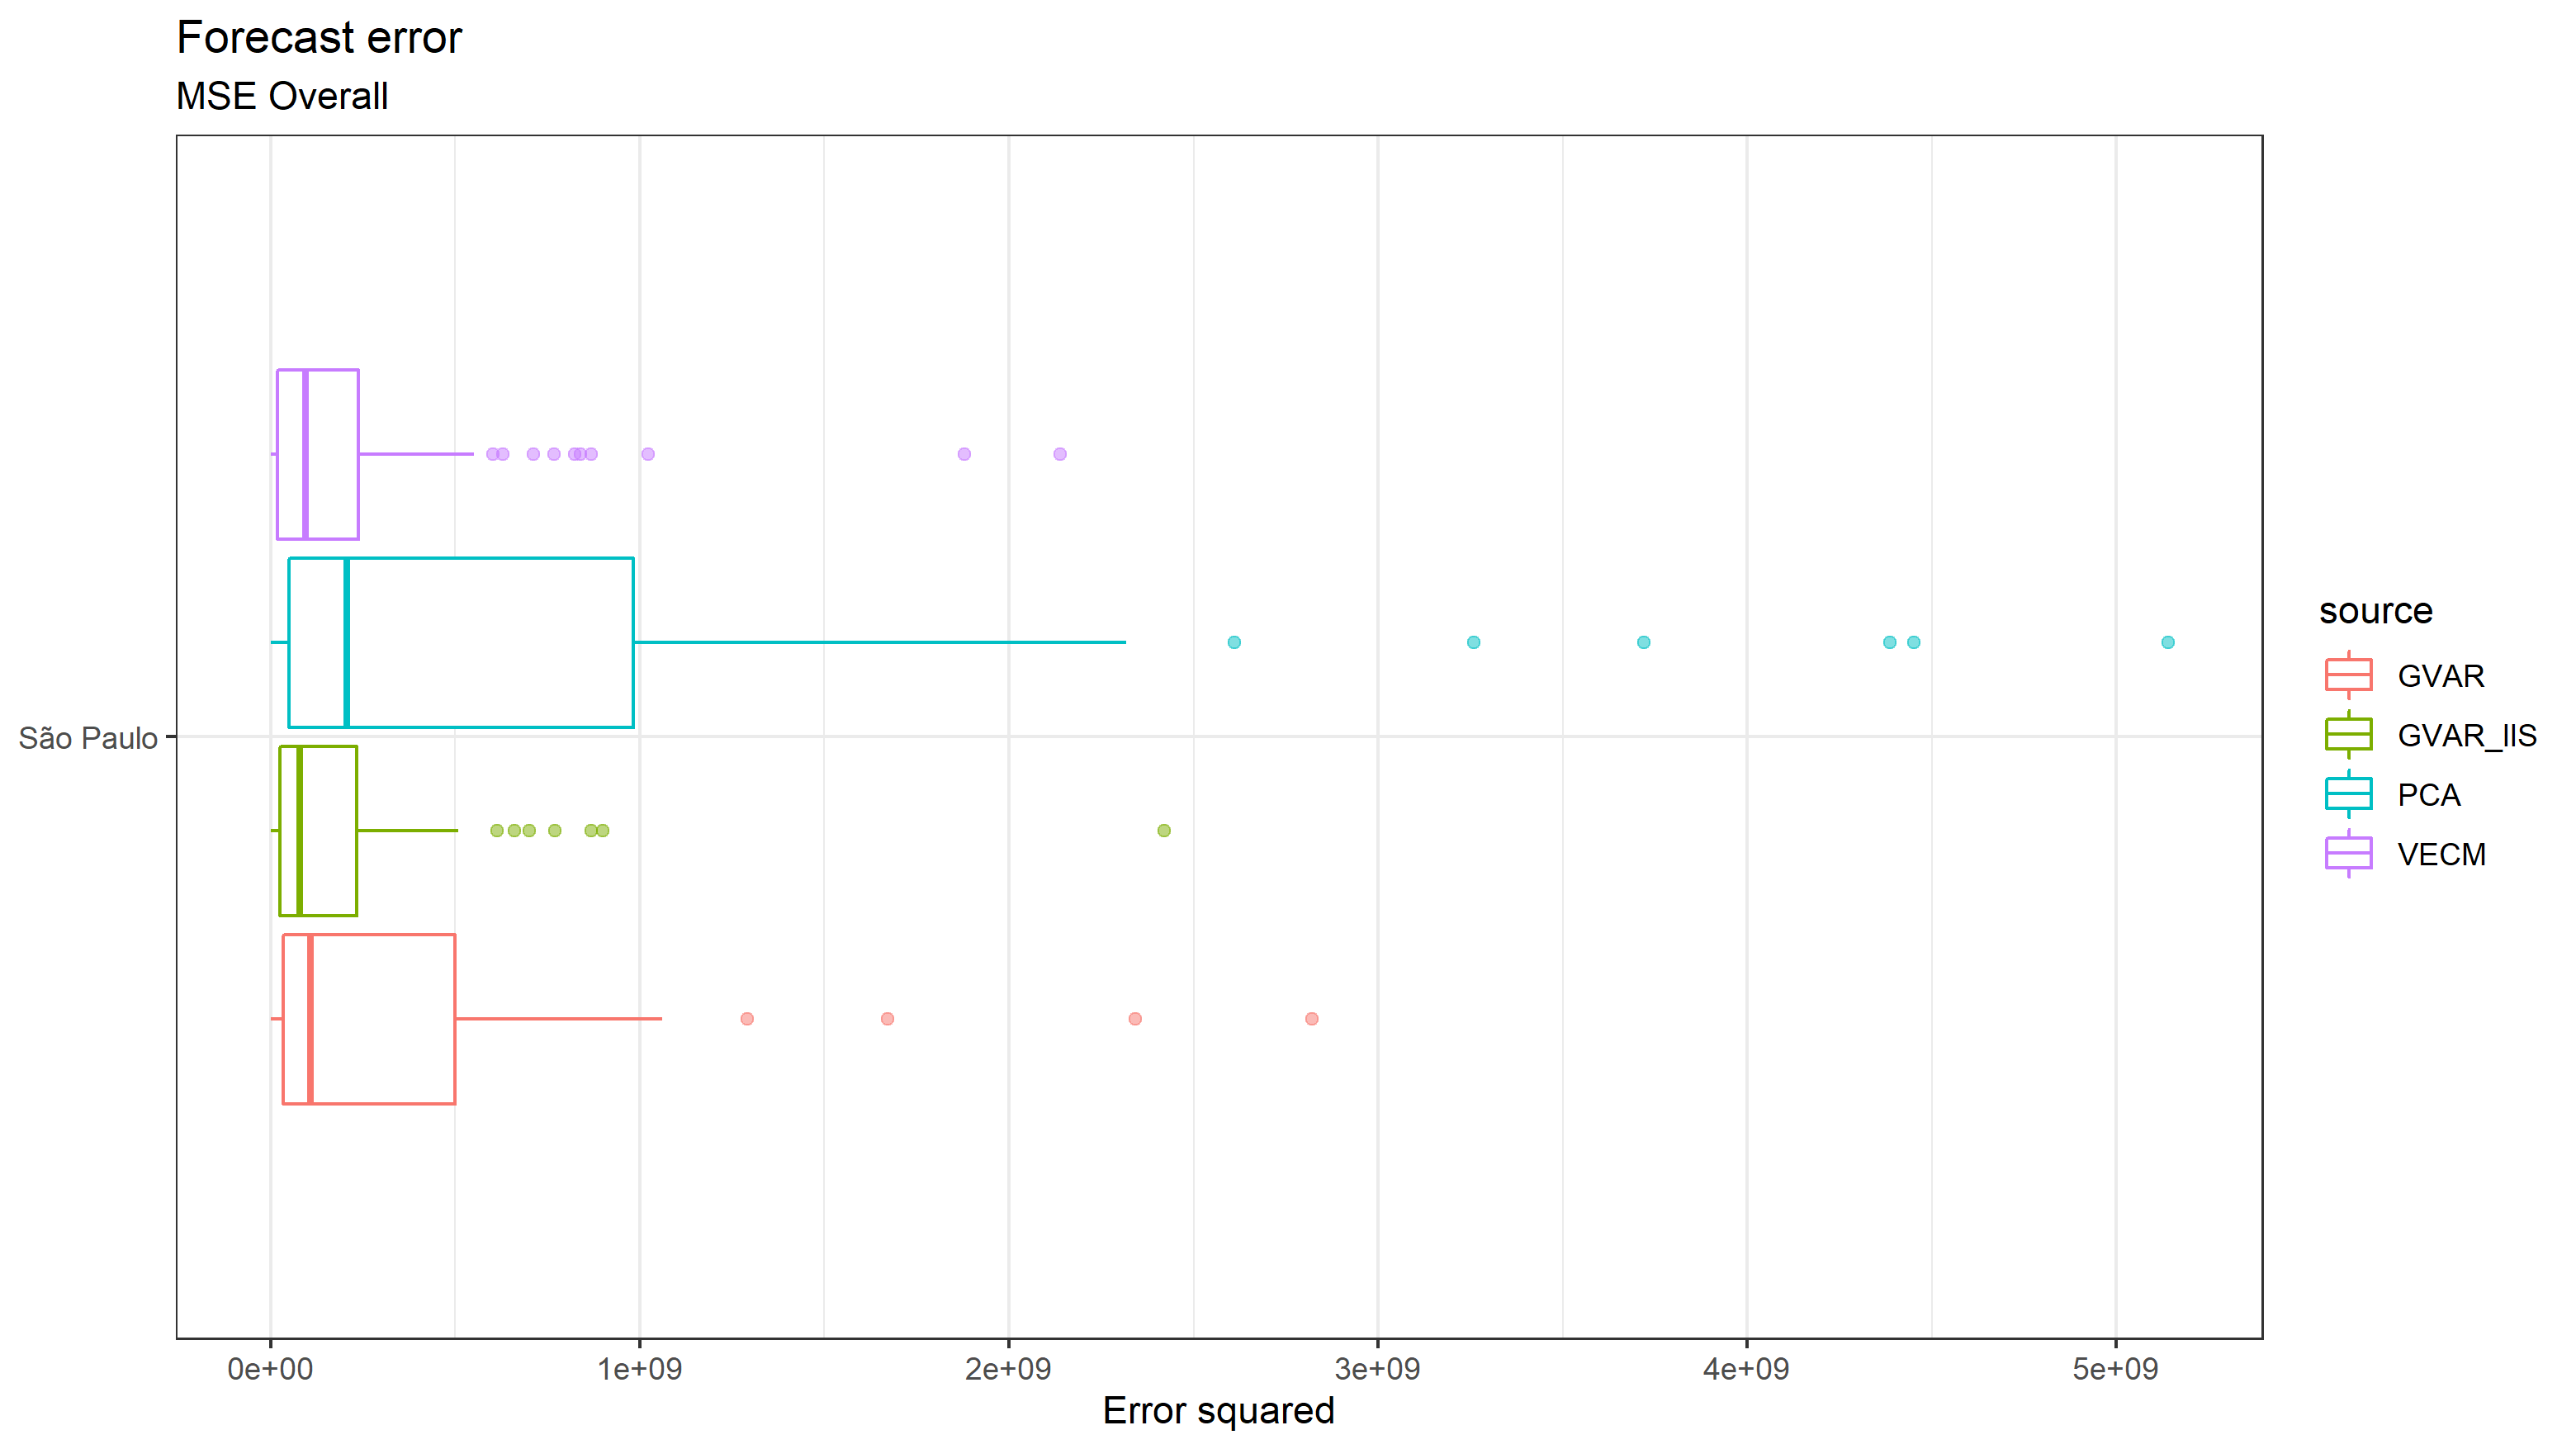 Forecast error
MSE Overall
São Paulo
0e+00 1e+09 2e+09 3e+09 4e+09 5e+09
Error squared
source
GVAR
GVAR_IIS
PCA
VECM